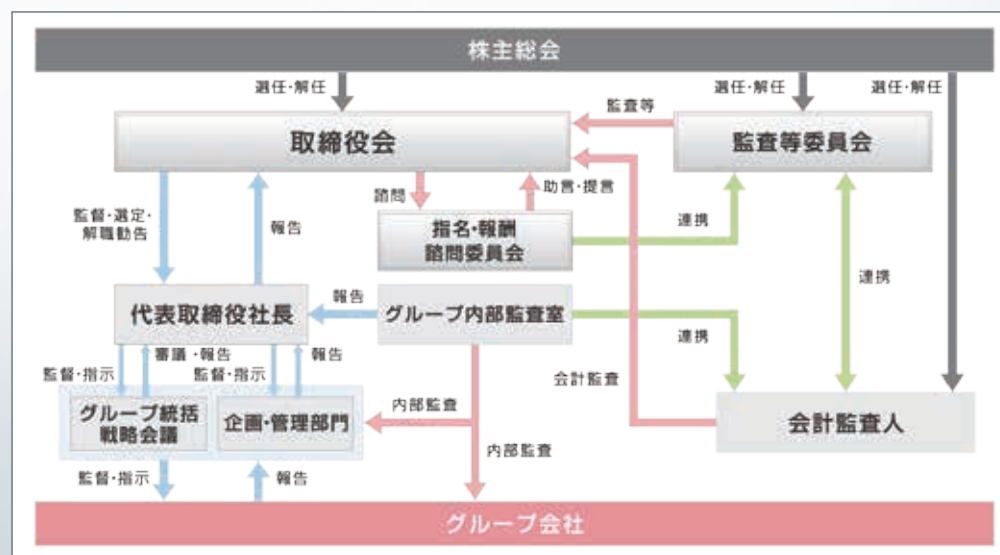 株主総会
選任・解任
選任・解任
選任・解任
監査等
取締役会
監査等委員会
諮問
助言・提言
監督・選定・
解職勧告
報告
指名・報酬
諮問委員会
連携
連携
報告
代表取締役社長
グループ内部監査室
連携
審議・報告
報告
監督・指示
監督・指示
会計監査
グループ統括
戦略会議
企画・管理部門
内部監査
会計監査人
内部監査
監督・指示
報告
グループ会社